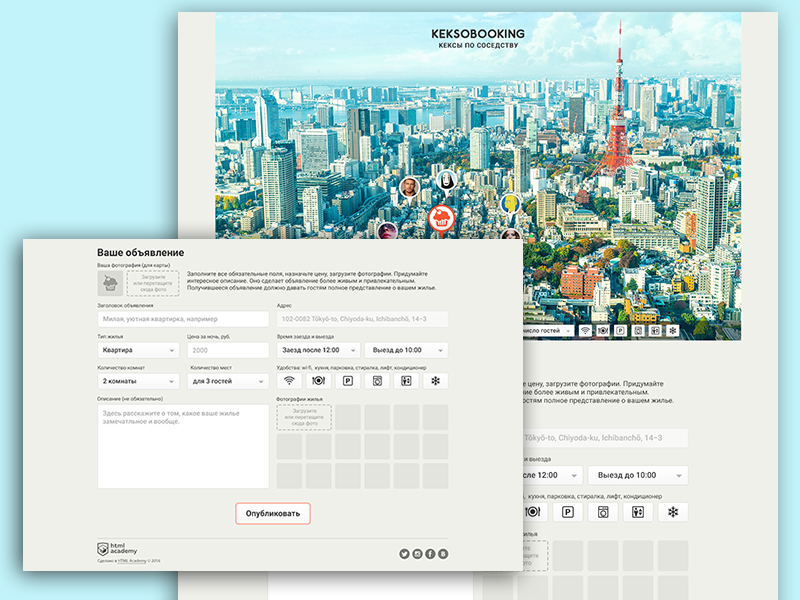 KEKSOBOOKING
КЕКСЫ ПО СОСЕДСТВУ
число гостей
Ваше объявление
Ваша фотография (для карты)
Загрузите
или перетащите
сюда фото
Заполните все обязательные поля, назначьте цену, загрузите фотографии. Придумайте
интересное описание. Оно сделает объявление более живым и привлекательным.
Получившееся объявление должно давать гостям полное представление о вашем жилье.
Заголовок объявления
Адрес
Милая, уютная квартирка, например
102-0082 Tōkyō-to, Chiyoda-ku, Ichibanchō, 14−3
Тип жилья
Цена за ночь, руб.
Время заезда и выезда
Квартира
2000
Заезд после 12:00
Выезд до 10:00
Количество комнат
Количество мест
Удобства: wi-fi, кухня, парковка, стиралка, лифт, кондиционер
2 комнаты
для 3 гостей
P
Описание (не обязательно)
Фотографии жилья
Здесь расскажите о том, какое ваше жилье
замечательное и вообще.
Загрузите
или перетащите
сюда фото
Опубликовать
html
academy
Сделано в HTML Academy © 2016
е цену, загрузите фотографии. Придумайте
ие более живым и привлекательным.
остям полное представление о вашем жилье.
Tōkyō-to, Chiyoda-ku, Ichibanchō, 14−3
и выезда
сле 12:00
Выезд до 10:00
, кухня, парковка, стиралка, лифт, кондиционер
P
илья